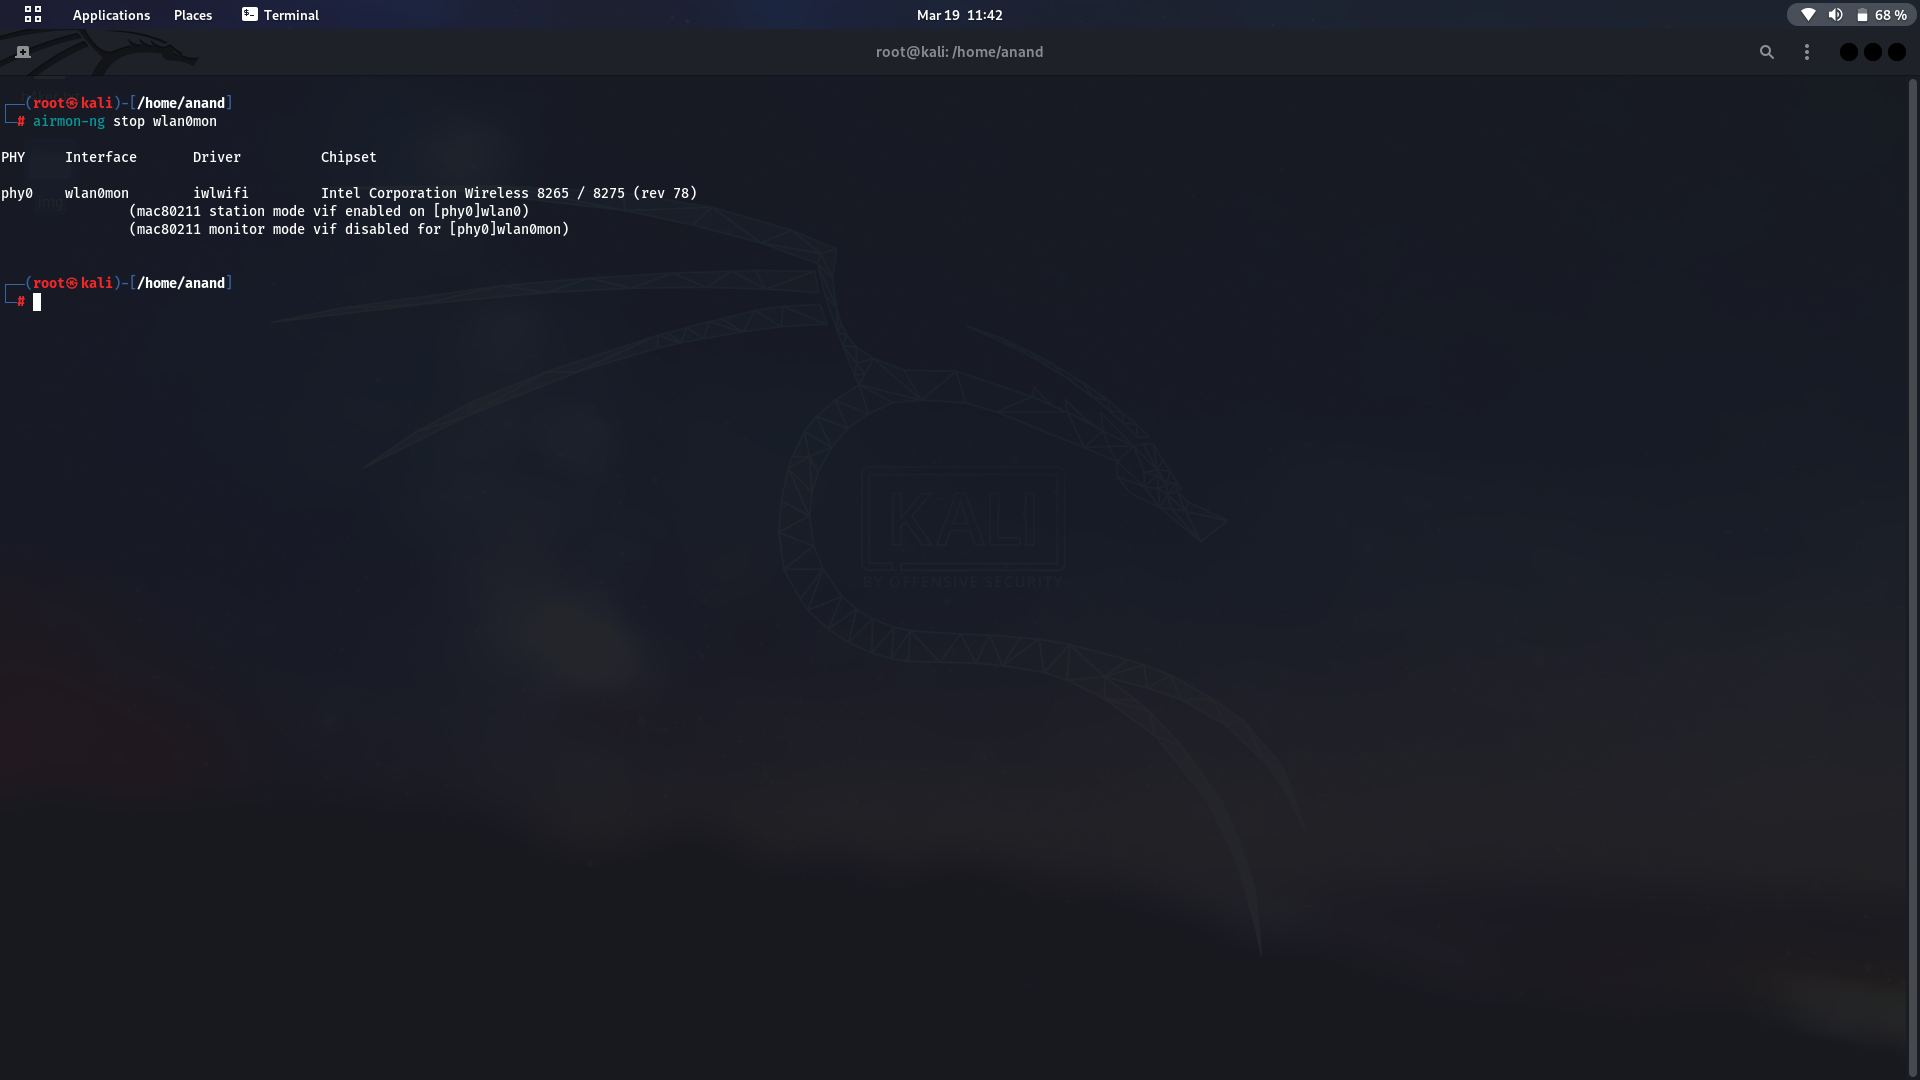 Applications Places Terminal Mar 19 11:42 68 %
root@kali: /home/anand
┌──(root㉿kali)-[/home/anand]
└─# airmon-ng stop wlan0mon
PHY Interface Driver Chipset
phy0 wlan0mon iwlwifi Intel Corporation Wireless 8265 / 8275 (rev 78)
(mac80211 station mode vif enabled on [phy0]wlan0)
(mac80211 monitor mode vif disabled for [phy0]wlan0mon)
┌──(root㉿kali)-[/home/anand]
└─#
KALI
BY OFFENSIVE SECURITY